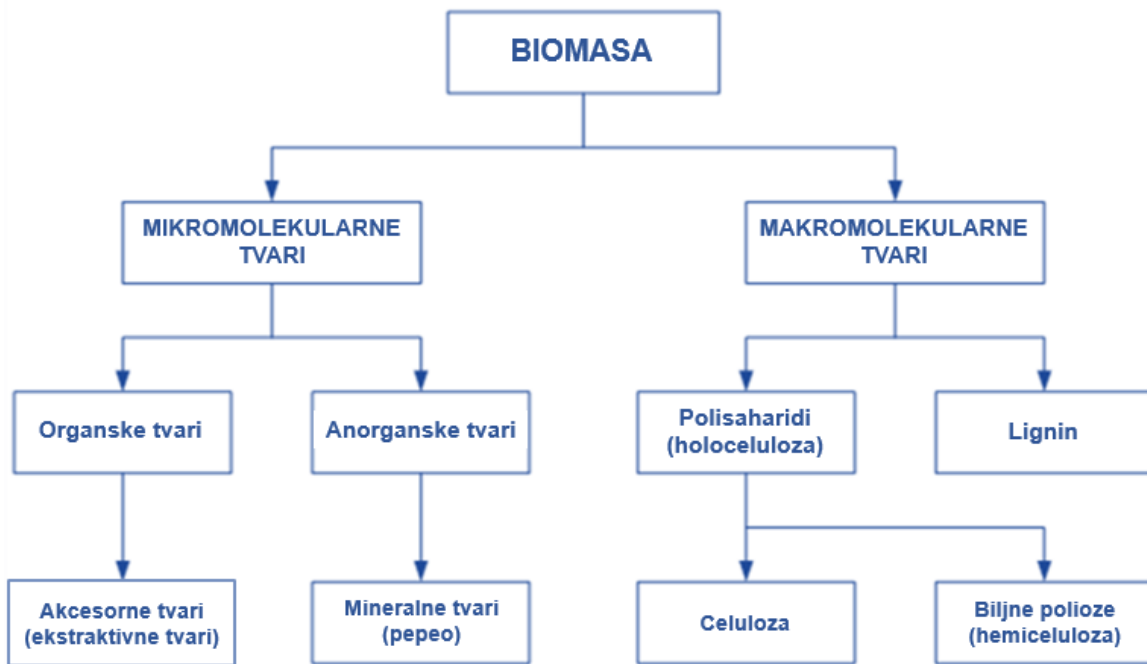 BIOMASA
MIKROMOLEKULARNE
TVARI
MAKROMOLEKULARNE
TVARI
Organske tvari
Anorganske tvari
Polisaharidi
(holoceluloza)
Lignin
Akcesorne tvari
(ekstraktivne tvari)
Mineralne tvari
(pepeo)
Celuloza
Biljne polioze
(hemiceluloza)